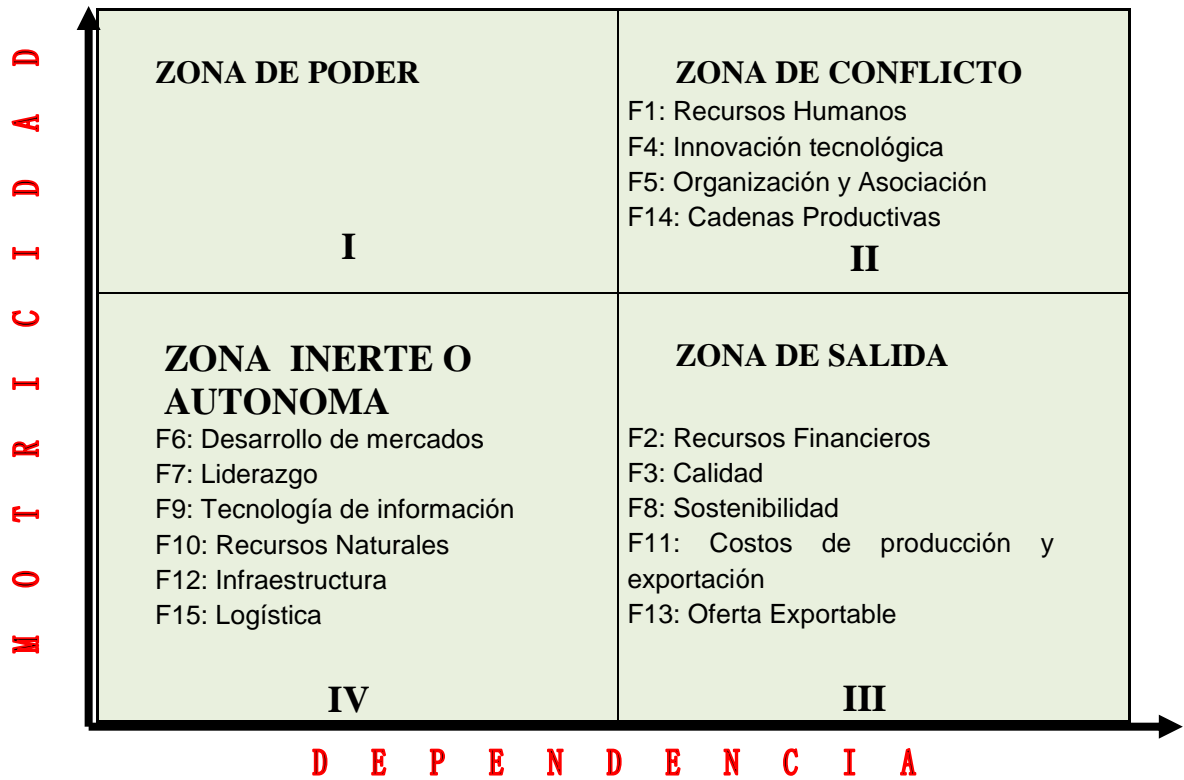 MOTRICIDAD
ZONA DE PODER
I
ZONA DE CONFLICTO
F1: Recursos Humanos
F4: Innovación tecnológica
F5: Organización y Asociación
F14: Cadenas Productivas
II
ZONA INERTE O
AUTONOMA
F6: Desarrollo de mercados
F7: Liderazgo
F9: Tecnología de información
F10: Recursos Naturales
F12: Infraestructura
F15: Logística
IV
ZONA DE SALIDA
F2: Recursos Financieros
F3: Calidad
F8: Sostenibilidad
F11: Costos de producción y
exportación
F13: Oferta Exportable
III
DEPENDENCIA